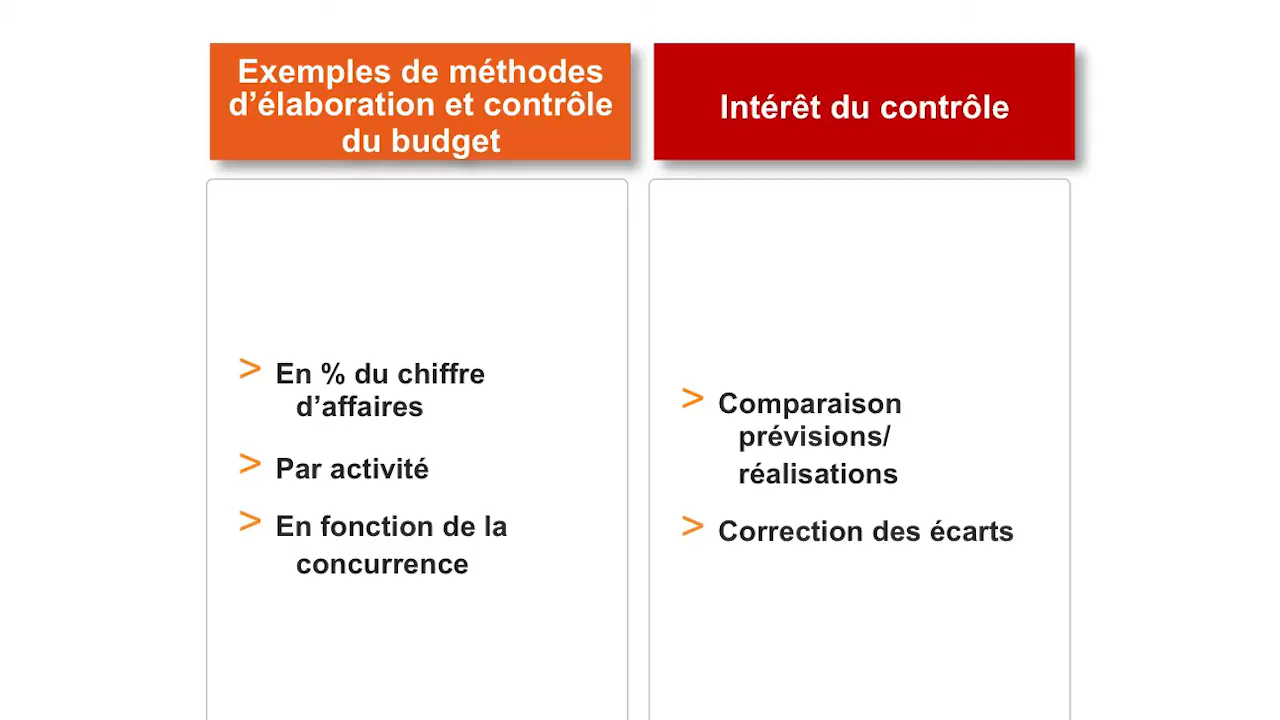 Exemples de méthodes
d’élaboration et contrôle
du budget
> En % du chiffre
d’affaires
> Par activité
> En fonction de la
concurrence
Intérêt du contrôle
> Comparaison
prévisions/
réalisations
> Correction des écarts